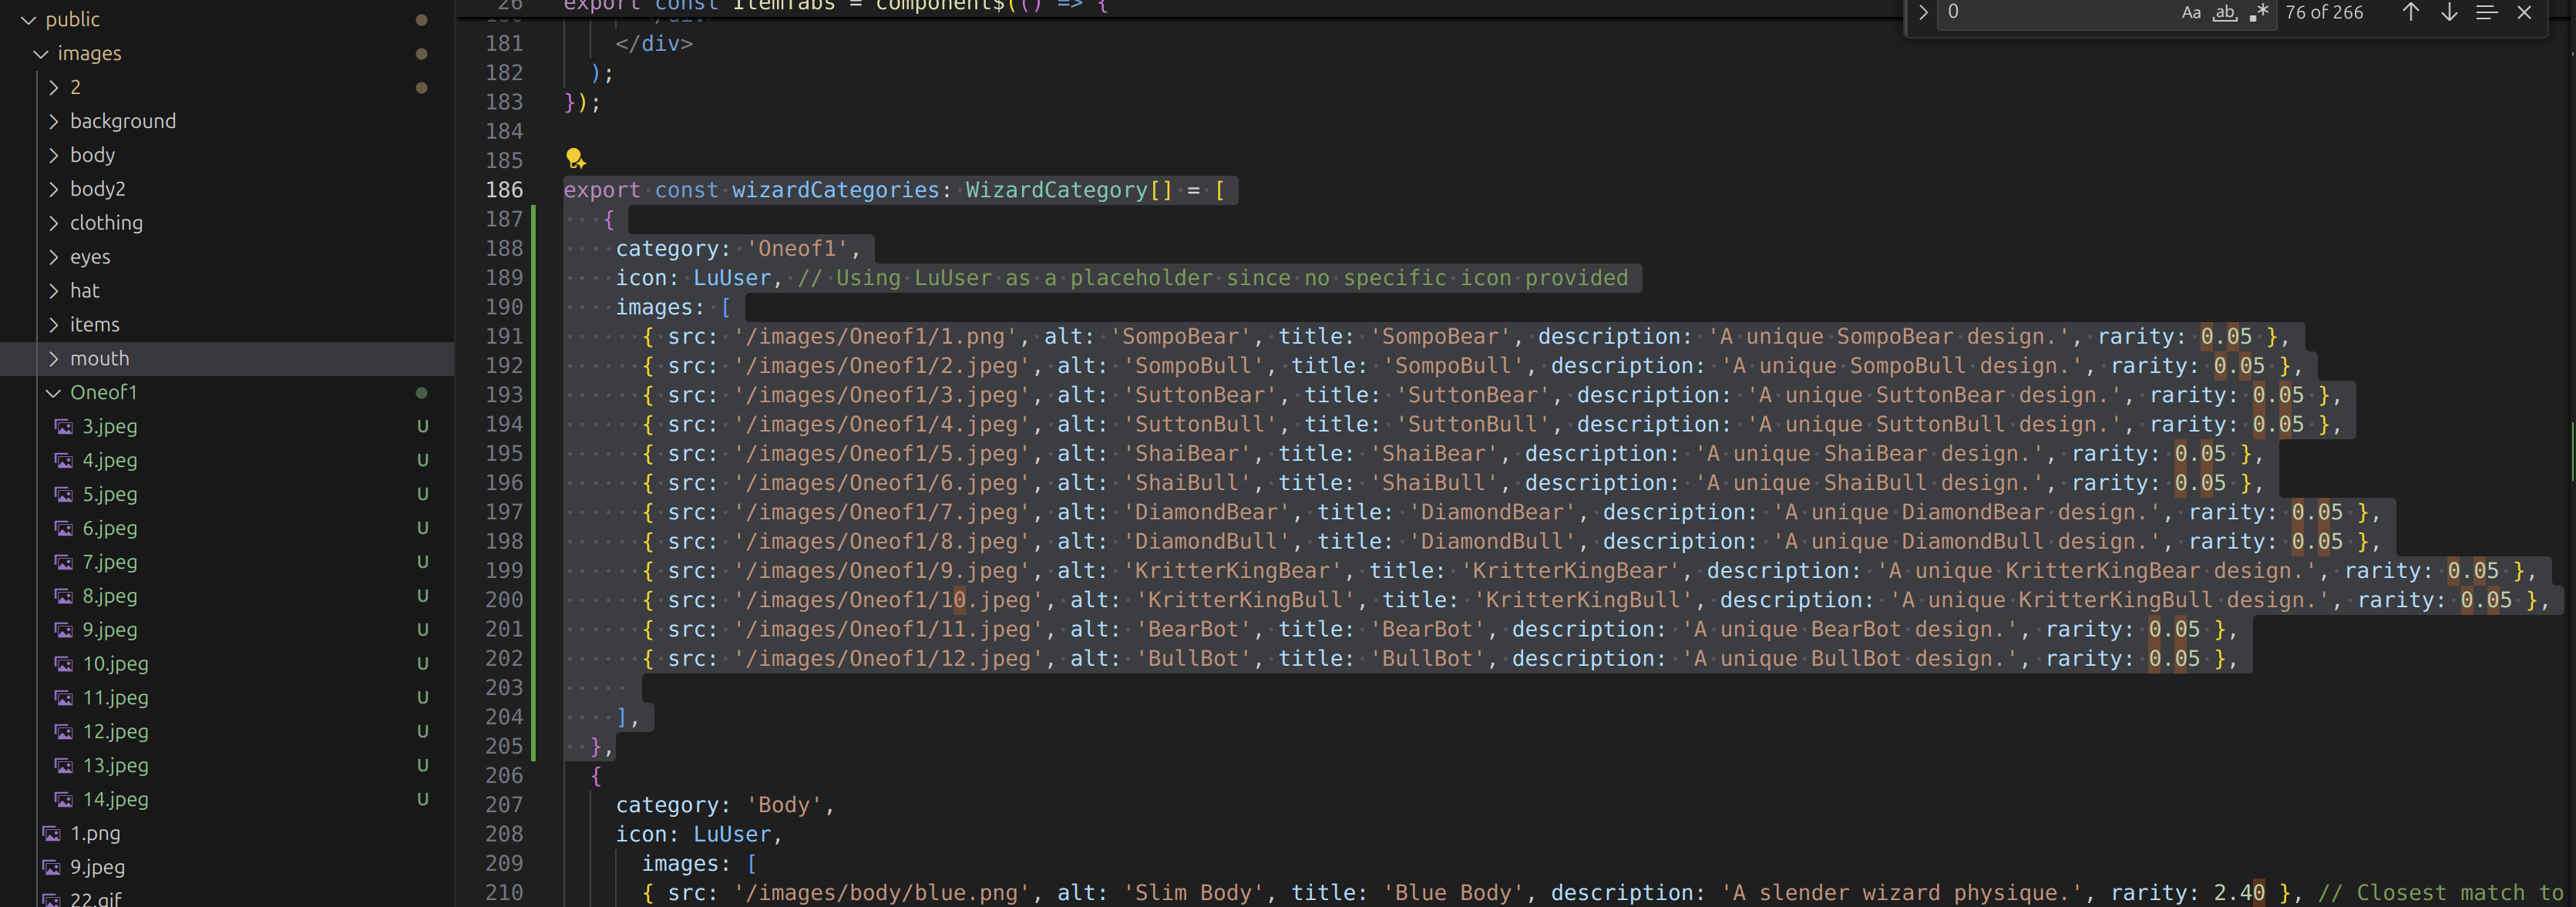 public
images
2
background
body
body2
clothing
eyes
hat
items
mouth
Oneof1
3.jpeg U
4.jpeg U
5.jpeg U
6.jpeg U
7.jpeg U
8.jpeg U
9.jpeg U
10.jpeg U
11.jpeg U
12.jpeg U
13.jpeg U
14.jpeg U
1.png
9.jpeg
22.gif
26 export const itemTabs = component$(() => {
0 Aa ab .* 76 of 266
180 </div>
181 </div>
182 );
183 });
184
185
186 export const wizardCategories: WizardCategory[] = [
187 {
188 category: 'Oneof1',
189 icon: LuUser, // Using LuUser as a placeholder since no specific icon provided
190 images: [
191 { src: '/images/Oneof1/1.png', alt: 'SompoBear', title: 'SompoBear', description: 'A unique SompoBear design.', rarity: 0.05 },
192 { src: '/images/Oneof1/2.jpeg', alt: 'SompoBull', title: 'SompoBull', description: 'A unique SompoBull design.', rarity: 0.05 },
193 { src: '/images/Oneof1/3.jpeg', alt: 'SuttonBear', title: 'SuttonBear', description: 'A unique SuttonBear design.', rarity: 0.05 },
194 { src: '/images/Oneof1/4.jpeg', alt: 'SuttonBull', title: 'SuttonBull', description: 'A unique SuttonBull design.', rarity: 0.05 },
195 { src: '/images/Oneof1/5.jpeg', alt: 'ShaiBear', title: 'ShaiBear', description: 'A unique ShaiBear design.', rarity: 0.05 },
196 { src: '/images/Oneof1/6.jpeg', alt: 'ShaiBull', title: 'ShaiBull', description: 'A unique ShaiBull design.', rarity: 0.05 },
197 { src: '/images/Oneof1/7.jpeg', alt: 'DiamondBear', title: 'DiamondBear', description: 'A unique DiamondBear design.', rarity: 0.05 },
198 { src: '/images/Oneof1/8.jpeg', alt: 'DiamondBull', title: 'DiamondBull', description: 'A unique DiamondBull design.', rarity: 0.05 },
199 { src: '/images/Oneof1/9.jpeg', alt: 'KritterKingBear', title: 'KritterKingBear', description: 'A unique KritterKingBear design.', rarity: 0.05 },
200 { src: '/images/Oneof1/10.jpeg', alt: 'KritterKingBull', title: 'KritterKingBull', description: 'A unique KritterKingBull design.', rarity: 0.05 },
201 { src: '/images/Oneof1/11.jpeg', alt: 'BearBot', title: 'BearBot', description: 'A unique BearBot design.', rarity: 0.05 },
202 { src: '/images/Oneof1/12.jpeg', alt: 'BullBot', title: 'BullBot', description: 'A unique BullBot design.', rarity: 0.05 },
203
204 ],
205 },
206 {
207 category: 'Body',
208 icon: LuUser,
209 images: [
210 { src: '/images/body/blue.png', alt: 'Slim Body', title: 'Blue Body', description: 'A slender wizard physique.', rarity: 2.40 }, // Closest match to